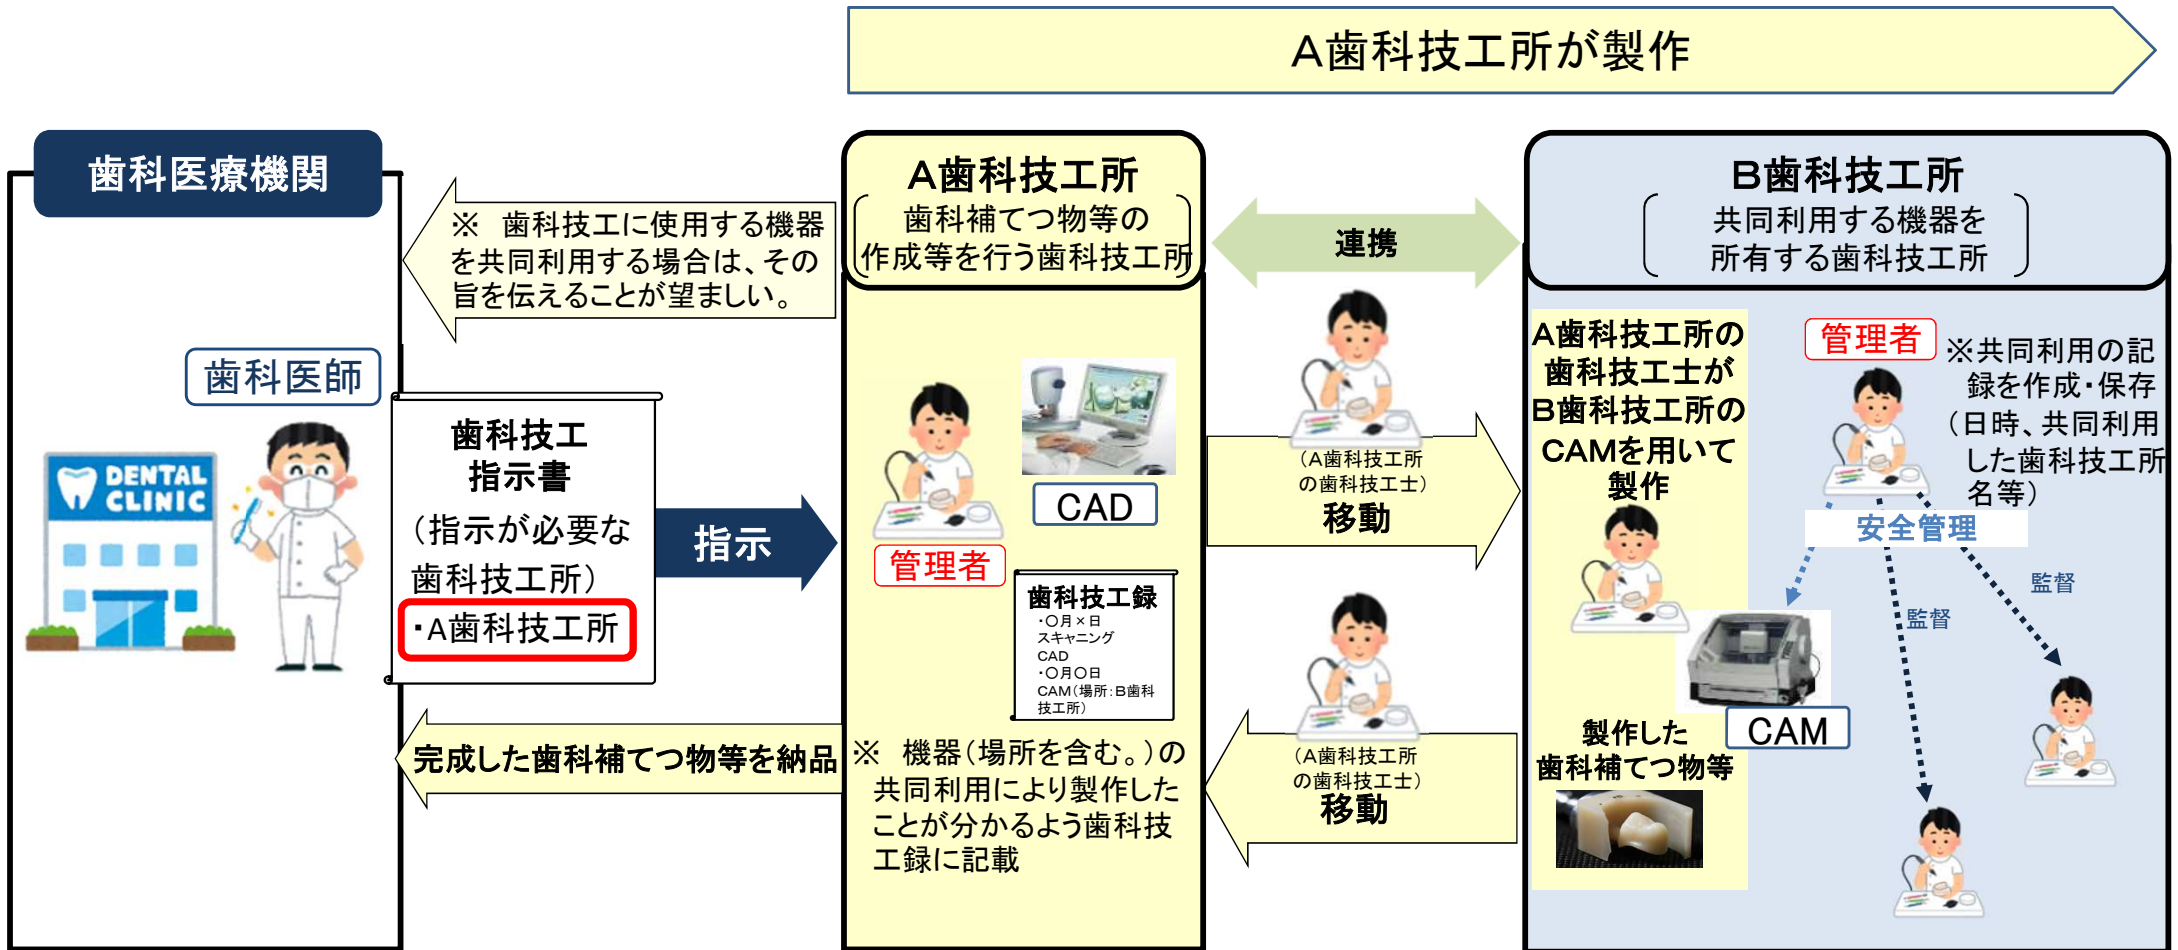 A歯科技工所が製作
歯科医療機関
※　歯科技工に使用する機器
を共同利用する場合は、その
旨を伝えることが望ましい。
歯科医師
DENTAL
CLINIC
歯科技工
指示書
（指示が必要な
歯科技工所）
・A歯科技工所
指示
完成した歯科補てつ物等を納品
A歯科技工所
歯科補てつ物等の
作成等を行う歯科技工所
管理者
CAD
歯科技工録
・〇月×日
スキャニング
CAD
・〇月〇日
CAM（場所：B歯科
技工所）
※　機器（場所を含む。）の
共同利用により製作した
ことが分かるよう歯科技
工録に記載
連携
（A歯科技工所
の歯科技工士）
移動
（A歯科技工所
の歯科技工士）
移動
B歯科技工所
共同利用する機器を
所有する歯科技工所
A歯科技工所の
歯科技工士が
B歯科技工所の
CAMを用いて
製作
CAM
製作した
歯科補てつ物等
管理者
※共同利用の記
録を作成・保存
（日時、共同利用
した歯科技工所
名等）
安全管理
監督
監督